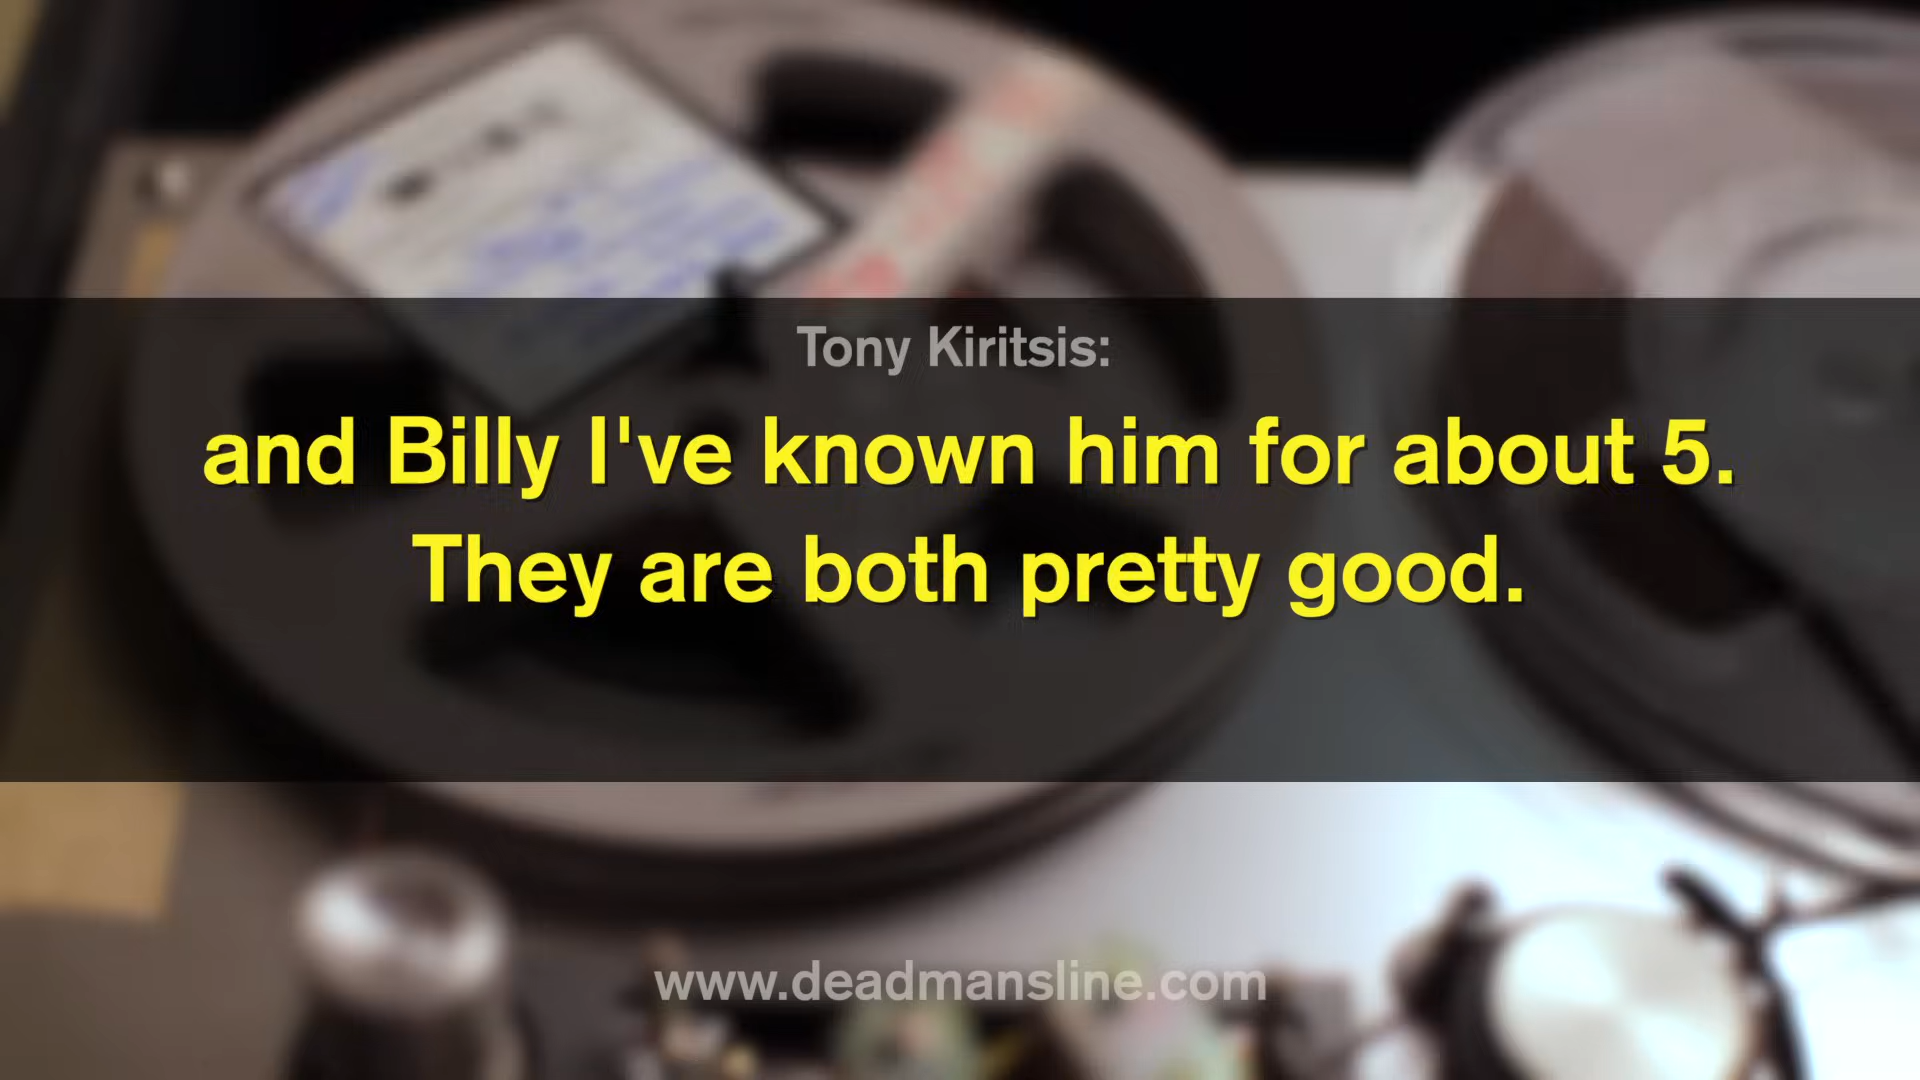 Tony Kiritsis:
and Billy I've known him for about 5.
They are both pretty good.
www.deadmansline.com